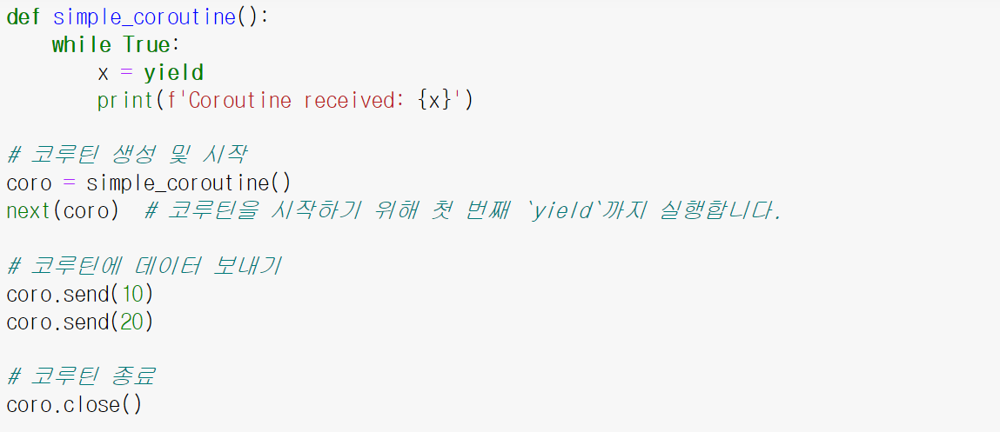 def simple_coroutine():
    while True:
        x = yield
        print(f'Coroutine received: {x}')

# 코루틴 생성 및 시작
coro = simple_coroutine()
next(coro)  # 코루틴을 시작하기 위해 첫 번째 `yield`까지 실행합니다.

# 코루틴에 데이터 보내기
coro.send(10)
coro.send(20)

# 코루틴 종료
coro.close()